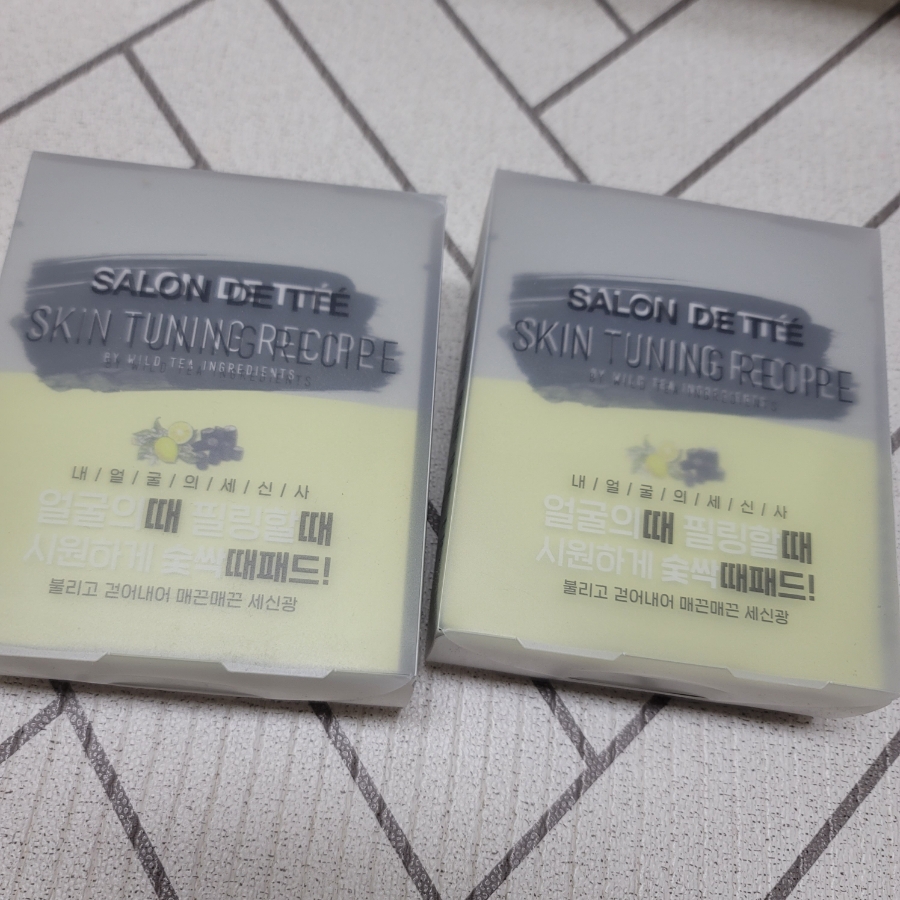 SALON DE TTÉ
SKIN TUNING RECIPE
BY WILD TEA INGREDIENTS
내/얼/굴/의/세/신/사
얼굴의때 필링할때
시원하게 숯싹때패드!
불리고 걷어내어 매끈매끈 세신광
SALON DE TTÉ
SKIN TUNING RECIPE
BY WILD TEA INGREDIENTS
내/얼/굴/의/세/신/사
얼굴의때 필링할때
시원하게 숯싹때패드!
불리고 걷어내어 매끈매끈 세신광